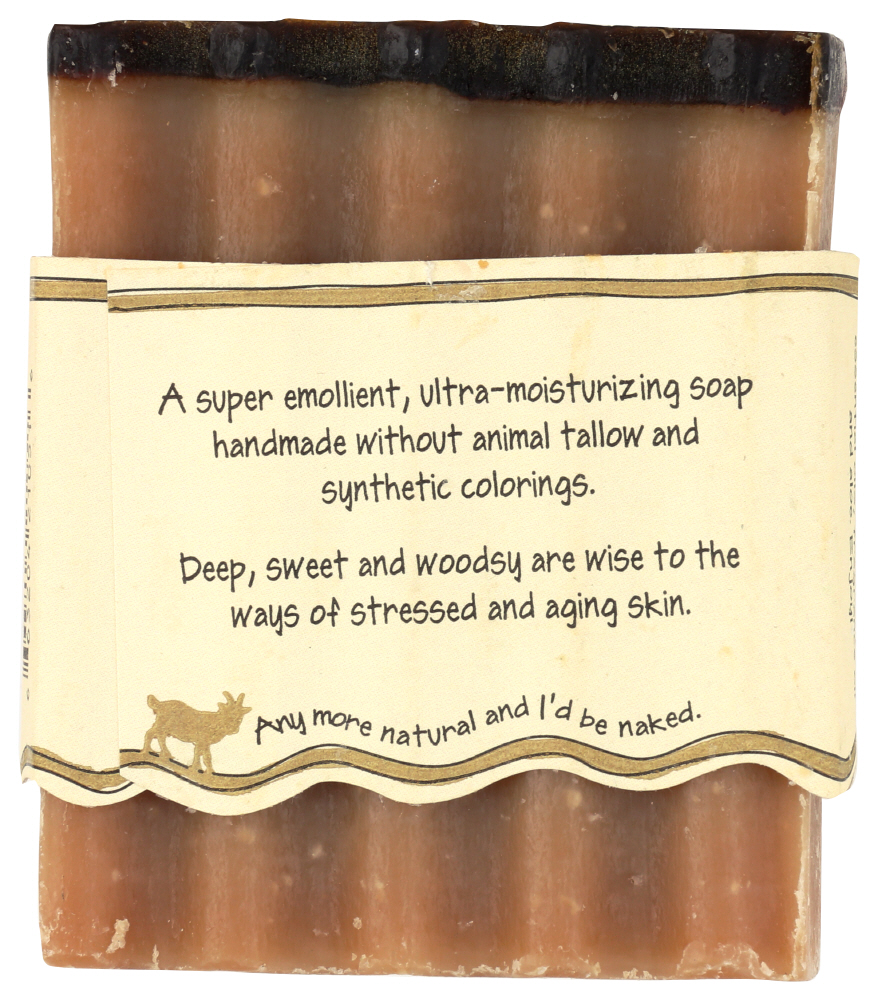 A super emollient, ultra-moisturizing soap
handmade without animal tallow and
synthetic colorings.
Deep, sweet and woodsy are wise to the
ways of stressed and aging skin.
Any more natural and I'd be naked.